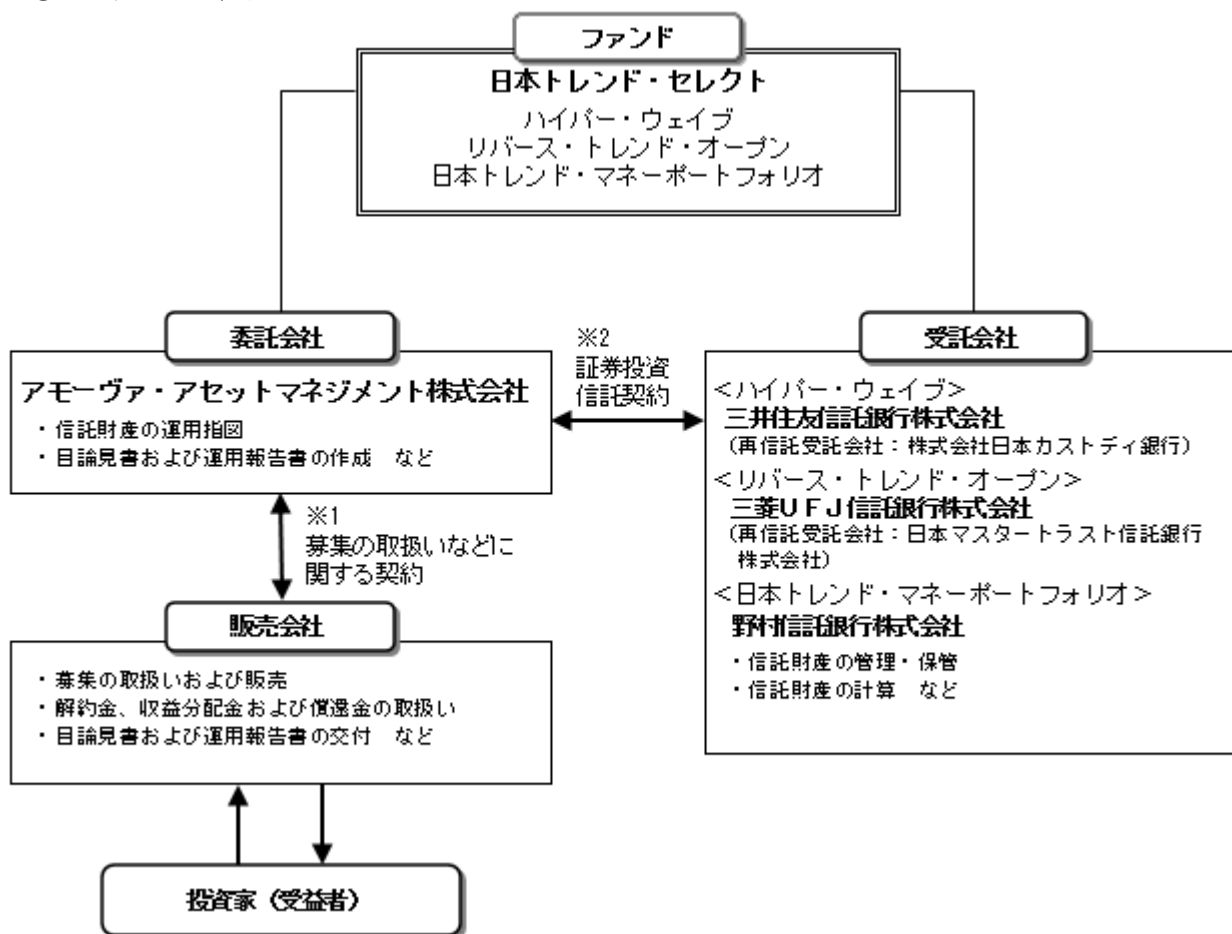 ファンド
日本トレンド・セレクト
ハイパー・ウェイブ
リバース・トレンド・オープン
日本トレンド・マネーポートフォリオ
委託会社
アモーヴァ・アセットマネジメント株式会社
・信託財産の運用指図
・目論見書および運用報告書の作成　など
※2
証券投資
信託契約
受託会社
＜ハイパー・ウェイブ＞
三井住友信託銀行株式会社
（再信託受託会社：株式会社日本カストディ銀行）
＜リバース・トレンド・オープン＞
三菱ＵＦＪ信託銀行株式会社
（再信託受託会社：日本マスタートラスト信託銀行
株式会社）
＜日本トレンド・マネーポートフォリオ＞
野村信託銀行株式会社
・信託財産の管理・保管
・信託財産の計算　など
※1
募集の取扱いなどに
関する契約
販売会社
・募集の取扱いおよび販売
・解約金、収益分配金および償還金の取扱い
・目論見書および運用報告書の交付　など
投資家（受益者）